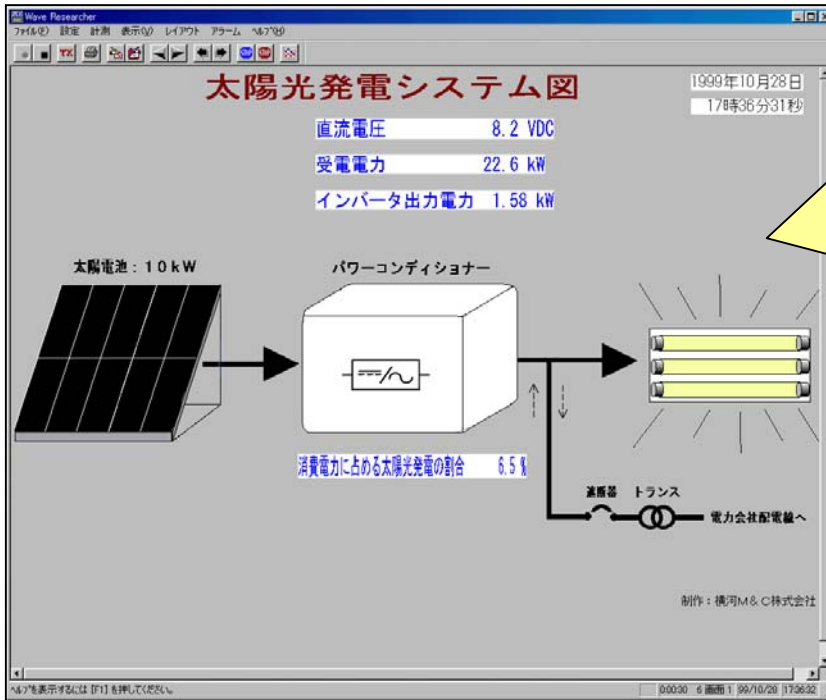 Wave Researcher
ファイル(F) 設定 計測 表示(V) レイアウト アラーム ヘルプ(H)
太陽光発電システム図
1999年10月28日
17時36分31秒
直流電圧 8.2 VDC
受電電力 22.6 kW
インバータ出力電力 1.58 kW
太陽電池：10kW
パワーコンディショナー
消費電力に占める太陽光発電の割合 6.5 %
遮断器 トランス
電力会社配電線へ
制作：横河M&C株式会社
ヘルプを表示するには [F1] を押してください。
0:00:30 6 画面 1 99/10/28 17:36:32